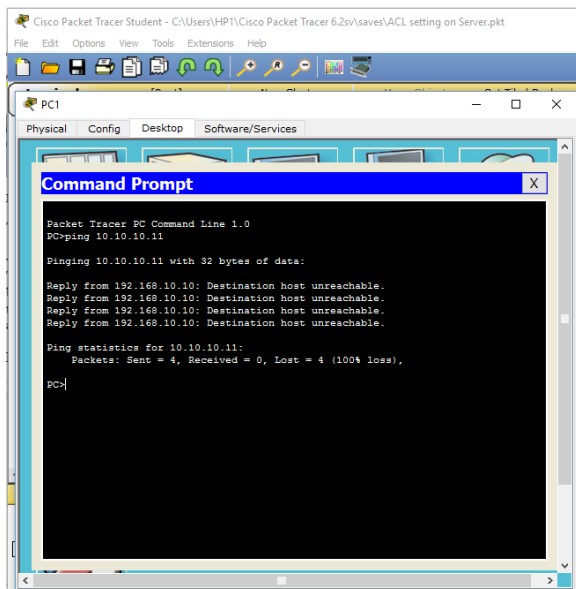 Cisco Packet Tracer Student - C:\Users\HP1\Cisco Packet Tracer 6.2sv\saves\ACL setting on Server.pkt
File Edit Options View Tools Extensions Help
PC1
Physical Config Desktop Software/Services
Command Prompt X
Packet Tracer PC Command Line 1.0
PC>ping 10.10.10.11
Pinging 10.10.10.11 with 32 bytes of data:
Reply from 192.168.10.10: Destination host unreachable.
Reply from 192.168.10.10: Destination host unreachable.
Reply from 192.168.10.10: Destination host unreachable.
Reply from 192.168.10.10: Destination host unreachable.
Ping statistics for 10.10.10.11:
Packets: Sent = 4, Received = 0, Lost = 4 (100% loss),
PC>